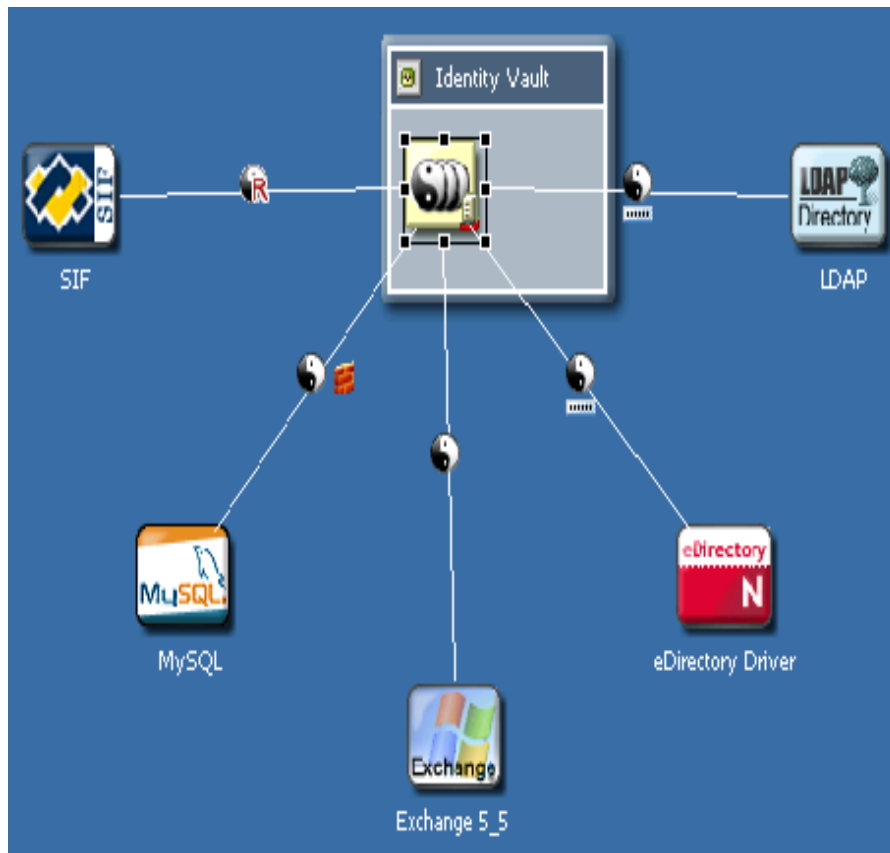 Identity Vault
SIF
SIF
R
LDAP
Directory
LDAP
MySQL
MySQL
eDirectory
N
eDirectory Driver
Exchange
Exchange 5_5